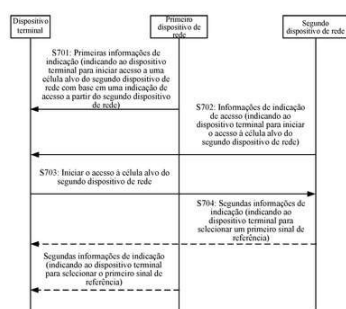 Dispositivo
terminal
Primeiro
dispositivo de
rede
Segundo
dispositivo de rede
S701: Primeiras informações de
indicação (indicando ao dispositivo
terminal para iniciar acesso a uma
célula alvo do segundo dispositivo de
rede com base em uma indicação de
acesso a partir do segundo dispositivo
de rede)
S702: Informações de indicação
de acesso (indicando ao
dispositivo terminal para iniciar
o acesso à célula alvo do
segundo dispositivo de rede)
S703: Iniciar o acesso à célula alvo do
segundo dispositivo de rede
S704: Segundas informações de
indicação (indicando ao
dispositivo terminal para
selecionar um primeiro sinal de
referência)
Segundas informações de indicação
(indicando ao dispositivo terminal
para selecionar o primeiro sinal de
referência)